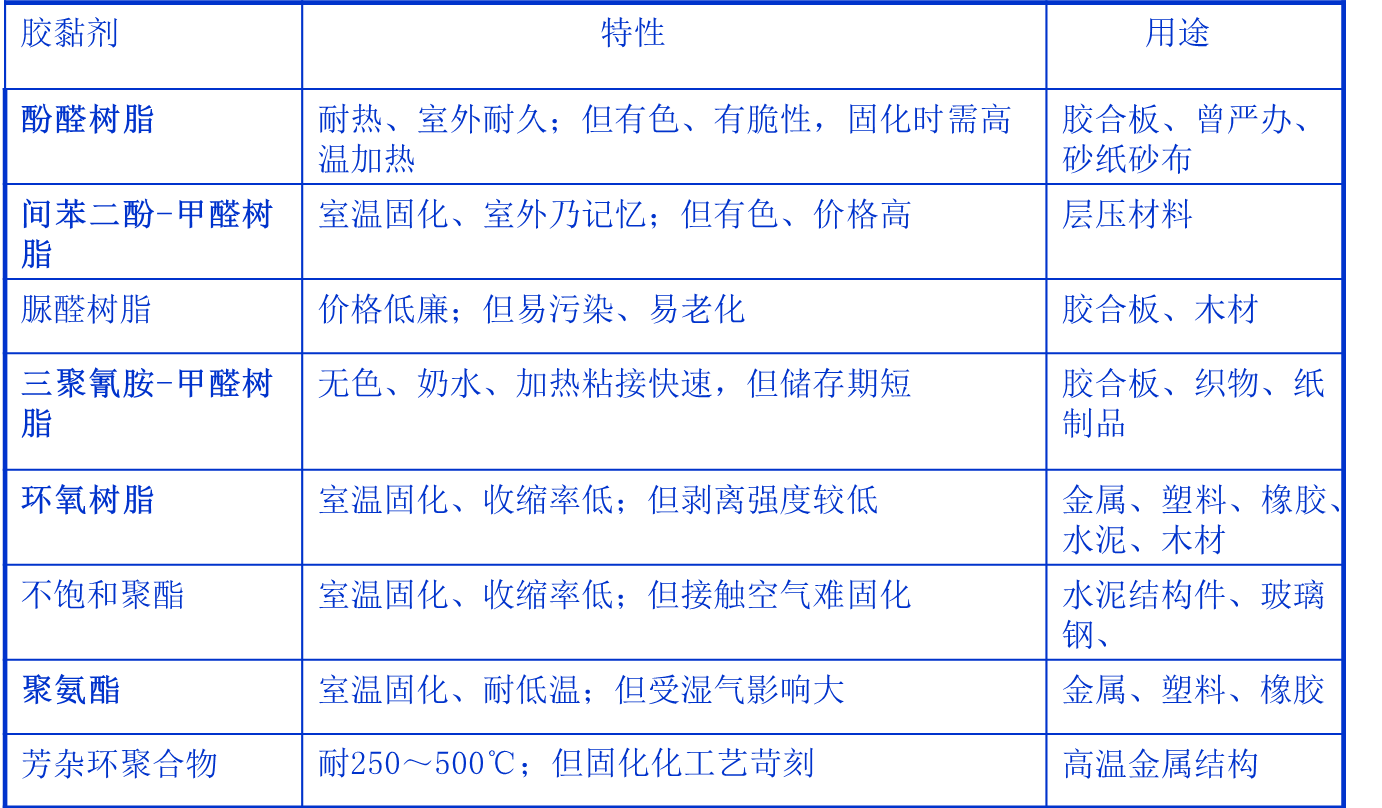 胶黏剂 特性 用途
酚醛树脂 耐热、室外耐久；但有色、有脆性，固化时需高 胶合板、曾严办、
温加热 砂纸砂布
间苯二酚-甲醛树 室温固化、室外乃记忆；但有色、价格高 层压材料
脂
脲醛树脂 价格低廉；但易污染、易老化 胶合板、木材
三聚氰胺-甲醛树 无色、奶水、加热粘接快速，但储存期短 胶合板、织物、纸
脂 制品
环氧树脂 室温固化、收缩率低；但剥离强度较低 金属、塑料、橡胶、
水泥、木材
不饱和聚酯 室温固化、收缩率低；但接触空气难固化 水泥结构件、玻璃
钢、
聚氨酯 室温固化、耐低温；但受湿气影响大 金属、塑料、橡胶
芳杂环聚合物 耐250～500℃；但固化化工艺苛刻 高温金属结构